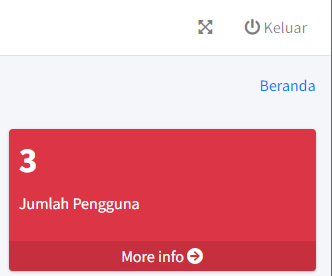 Keluar
Beranda
3
Jumlah Pengguna
More info